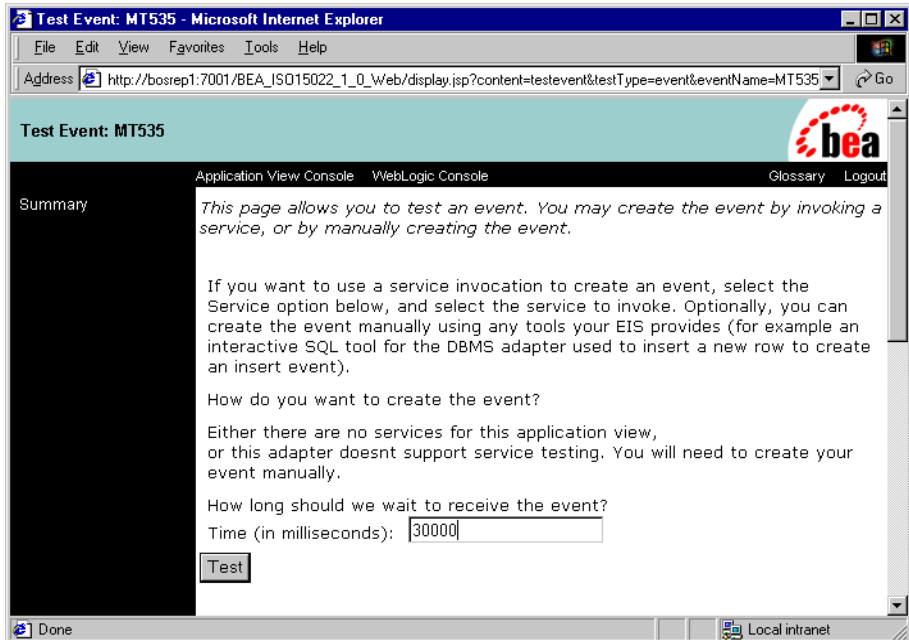 Test Event: MT535 - Microsoft Internet Explorer
File Edit View Favorites Tools Help
Address http://bosrep1:7001/BEA_ISO15022_1_0_Web/display.jsp?content=testevent&testType=event&eventName=MT535 Go
Test Event: MT535
bea
Application View Console WebLogic Console Glossary Logout
Summary
This page allows you to test an event. You may create the event by invoking a
service, or by manually creating the event.
If you want to use a service invocation to create an event, select the
Service option below, and select the service to invoke. Optionally, you can
create the event manually using any tools your EIS provides (for example an
interactive SQL tool for the DBMS adapter used to insert a new row to create
an insert event).
How do you want to create the event?
Either there are no services for this application view,
or this adapter doesnt support service testing. You will need to create your
event manually.
How long should we wait to receive the event?
Time (in milliseconds): 30000
Test
Done Local intranet